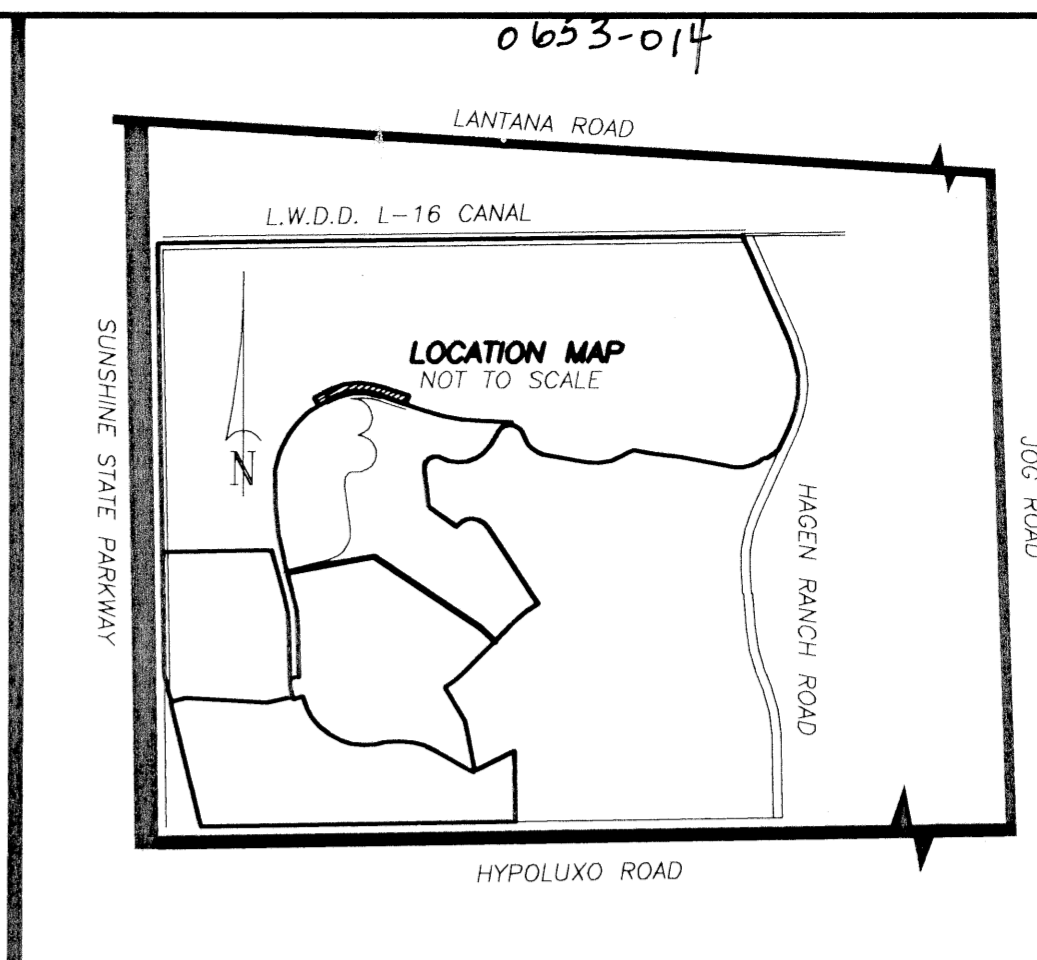 0653-014
LANTANA ROAD
L.W.D.D. L-16 CANAL
LOCATION MAP
NOT TO SCALE
SUNSHINE STATE PARKWAY
N
HAGEN RANCH ROAD
JOG ROAD
HYPOLUXO ROAD